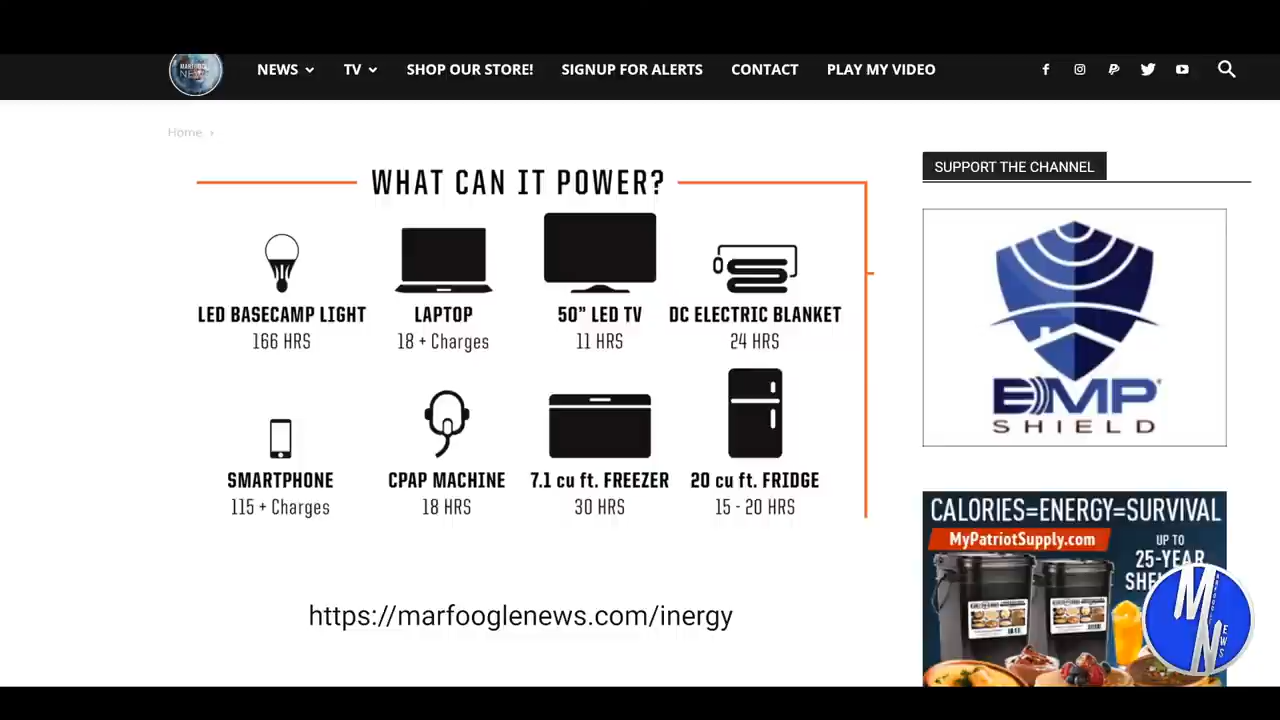 NEWS
TV
SHOP OUR STORE!
SIGNUP FOR ALERTS
CONTACT
PLAY MY VIDEO
Home ›
WHAT CAN IT POWER?
LED BASECAMP LIGHT
166 HRS
LAPTOP
18 + Charges
50” LED TV
11 HRS
DC ELECTRIC BLANKET
24 HRS
SMARTPHONE
115 + Charges
CPAP MACHINE
18 HRS
7.1 cu ft. FREEZER
30 HRS
20 cu ft. FRIDGE
15 - 20 HRS
https://marfooglenews.com/inergy
SUPPORT THE CHANNEL
EMP
SHIELD
CALORIES=ENERGY=SURVIVAL
MyPatriotSupply.com
UP TO
25-YEAR
MN